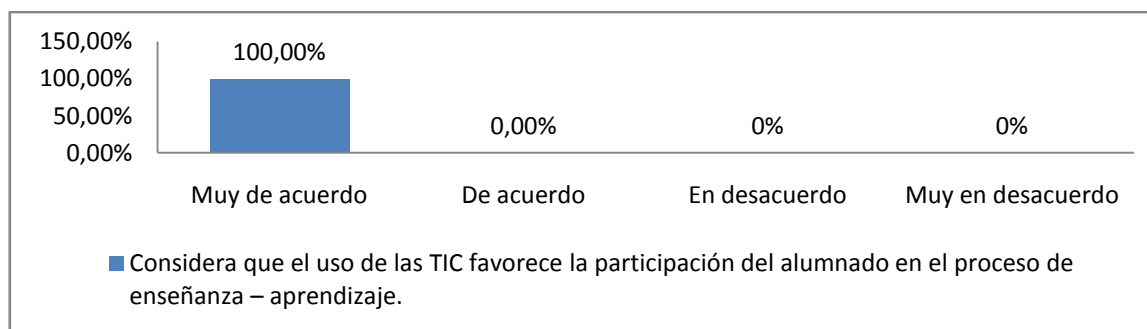 150,00%
100,00%
50,00%
0,00%
100,00%
0,00%
0%
0%
Muy de acuerdo
De acuerdo
En desacuerdo
Muy en desacuerdo
Considera que el uso de las TIC favorece la participación del alumnado en el proceso de
enseñanza – aprendizaje.